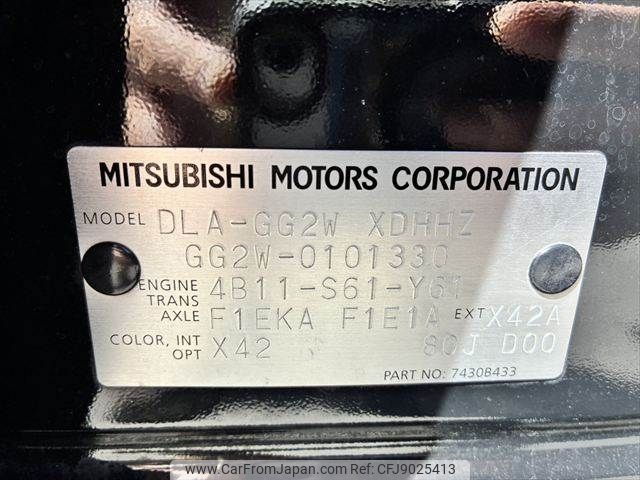 MITSUBISHI MOTORS CORPORATION
MODEL DLA-GG2W XDHHZ
GG2W-0101330
ENGINE 4B11-S61-Y61
TRANS AXLE F1EKA F1E1A EXT X42A
COLOR, INT OPT X42 80J D00
PART NO: 7430B433
www.CarFromJapan.com Ref. No: CFJ9025413